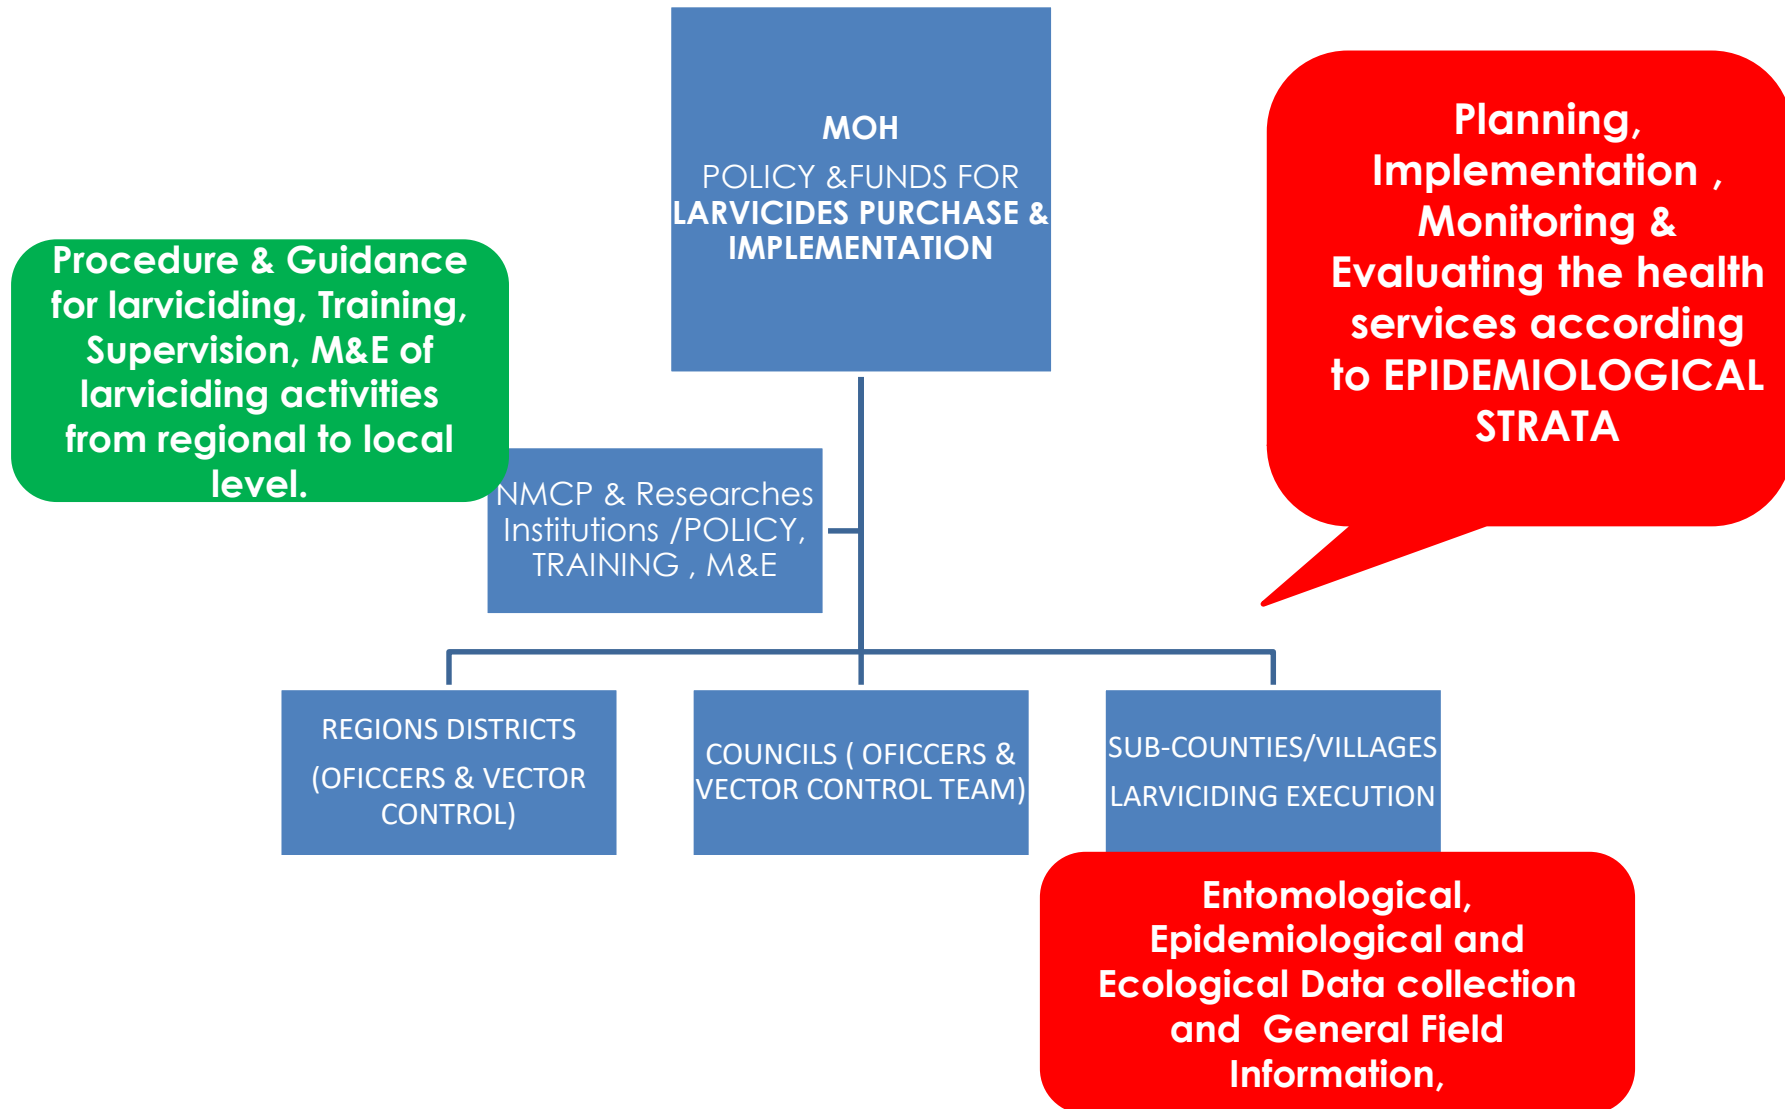 MOH
POLICY &FUNDS FOR
LARVICIDES PURCHASE &
IMPLEMENTATION
Planning,
Implementation ,
Monitoring &
Evaluating the health
services according
to EPIDEMIOLOGICAL
STRATA
Procedure & Guidance
for larviciding, Training,
Supervision, M&E of
larviciding activities
from regional to local
level.
NMCP & Researches
Institutions /POLICY,
TRAINING , M&E
REGIONS DISTRICTS
(OFICCERS & VECTOR
CONTROL)
COUNCILS ( OFICCERS &
VECTOR CONTROL TEAM)
SUB-COUNTIES/VILLAGES
LARVICIDING EXECUTION
Entomological,
Epidemiological and
Ecological Data collection
and  General Field
Information,